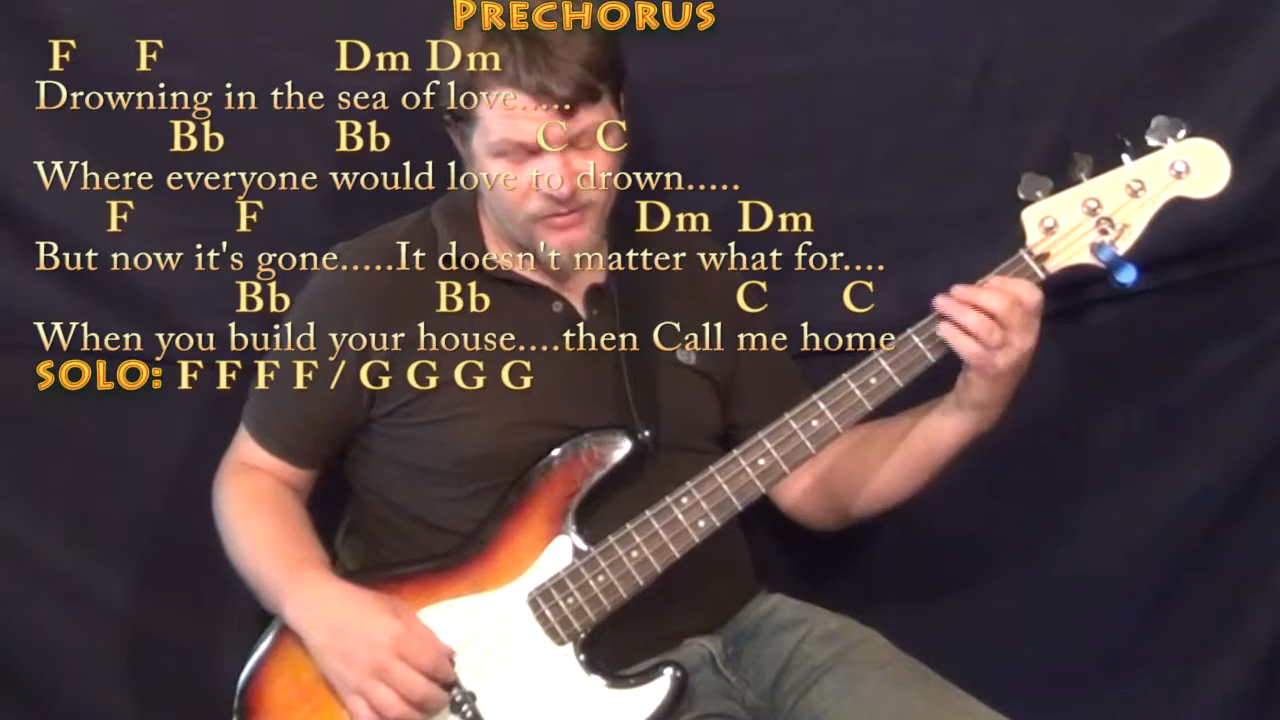 PRECHORUS
F F Dm Dm
Drowning in the sea of love.....
Bb Bb C C
Where everyone would love to drown.....
F F Dm Dm
But now it's gone.....It doesn't matter what for....
Bb Bb C C
When you build your house....then Call me home
SOLO: F F F F / G G G G